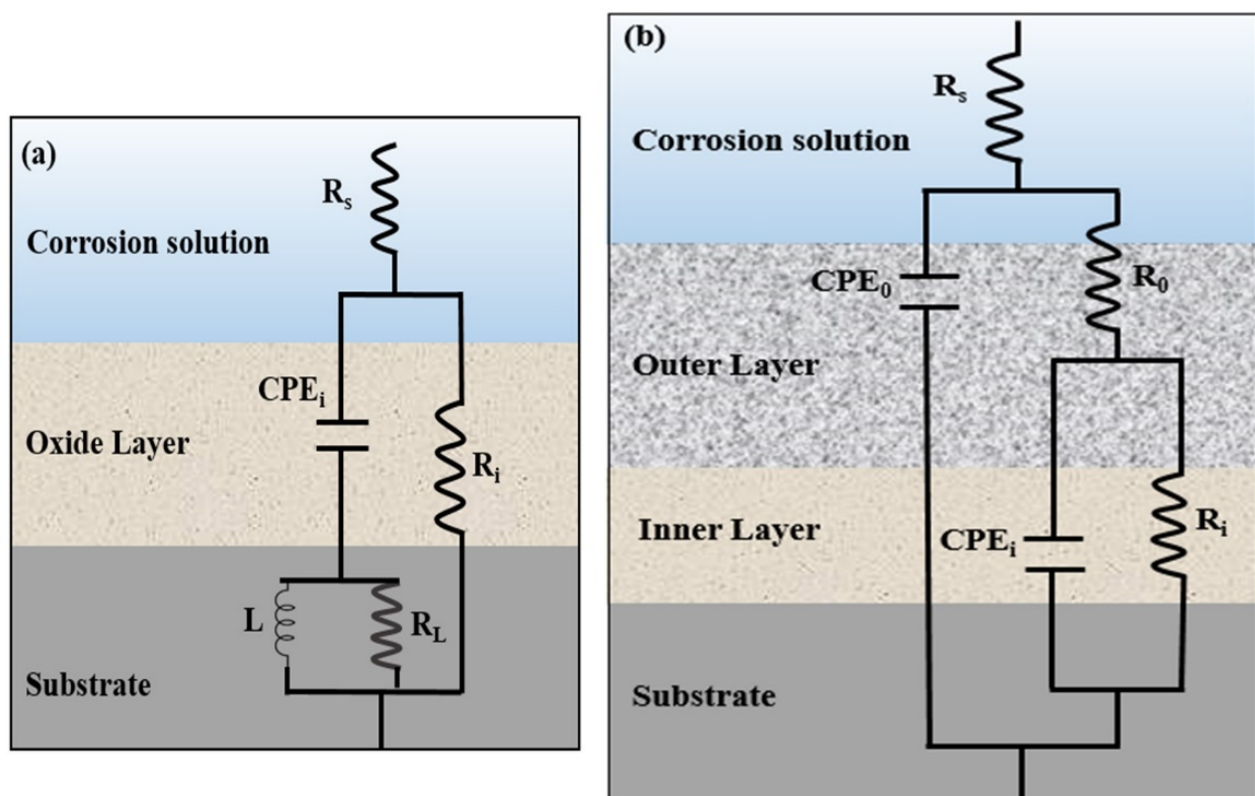 (a)
Rs
Corrosion solution
CPEi
Oxide Layer
Ri
L
RL
Substrate
(b)
Rs
Corrosion solution
CPE0
R0
Outer Layer
Inner Layer
CPEi
Ri
Substrate